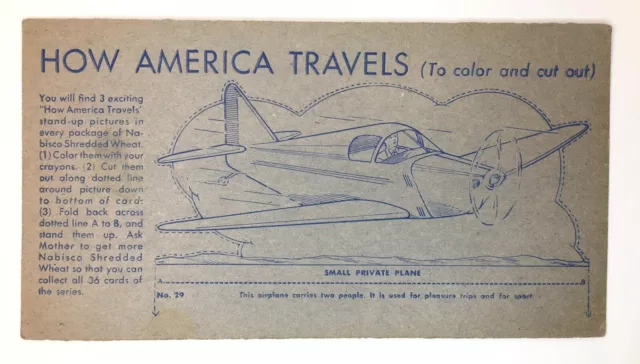 HOW AMERICA TRAVELS (To color and cut out)
You will find 3 exciting
"How America Travels"
stand-up pictures in
every package of Na-
bisco Shredded Wheat.
(1) Color them with your
crayons. (2) Cut them
out along dotted line
around picture down
to bottom of card.
(3) Fold back across
dotted line A to B, and
stand them up. Ask
Mother to get more
Nabisco Shredded
Wheat so that you can
collect all 36 cards of
the series.
SMALL PRIVATE PLANE
A B
No. 29 This airplane carries two people. It is used for pleasure trips and for sport.